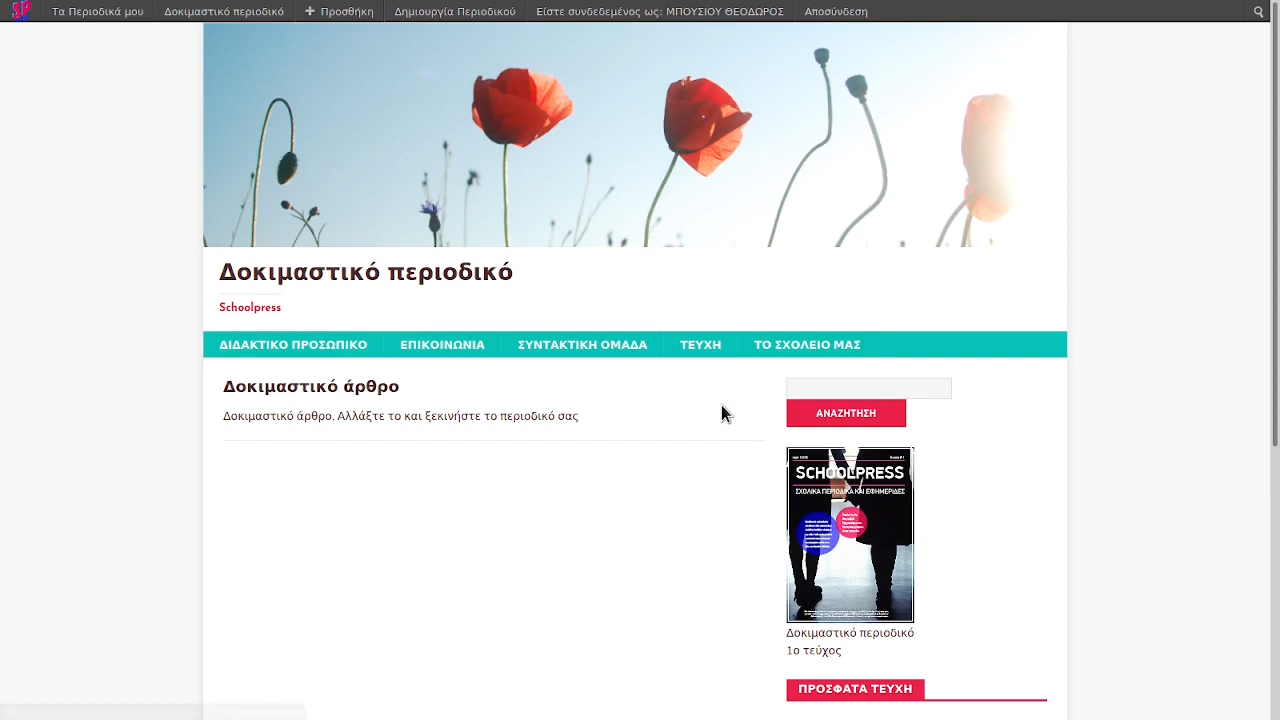 Τα Περιοδικά μου Δοκιμαστικό περιοδικό Προσθήκη Δημιουργία Περιοδικού Είστε συνδεδεμένος ως: ΜΠΟΥΣΙΟΥ ΘΕΟΔΩΡΟΣ Αποσύνδεση
Δοκιμαστικό περιοδικό
Schoolpress
ΔΙΔΑΚΤΙΚΟ ΠΡΟΣΩΠΙΚΟ ΕΠΙΚΟΙΝΩΝΙΑ ΣΥΝΤΑΚΤΙΚΗ ΟΜΑΔΑ ΤΕΥΧΗ ΤΟ ΣΧΟΛΕΙΟ ΜΑΣ
Δοκιμαστικό άρθρο
Δοκιμαστικό άρθρο. Αλλάξτε το και ξεκινήστε το περιοδικό σας
ΑΝΑΖΗΤΗΣΗ
SCHOOLPRESS
ΣΧΟΛΙΚΑ ΠΕΡΙΟΔΙΚΑ ΚΑΙ ΕΦΗΜΕΡΙΔΕΣ
Δοκιμαστικό περιοδικό
1ο τεύχος
ΠΡΟΣΦΑΤΑ ΤΕΥΧΗ